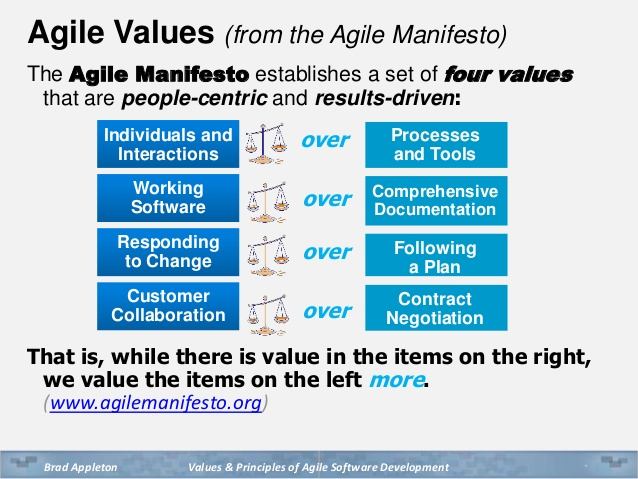 Agile Values (from the Agile Manifesto)
The Agile Manifesto establishes a set of four values
that are people-centric and results-driven:
Individuals and
Interactions
over
Processes
and Tools
Working
Software
over
Comprehensive
Documentation
Responding
to Change
over
Following
a Plan
Customer
Collaboration
over
Contract
Negotiation
That is, while there is value in the items on the right,
we value the items on the left more.
(www.agilemanifesto.org)
Brad Appleton
Values & Principles of Agile Software Development